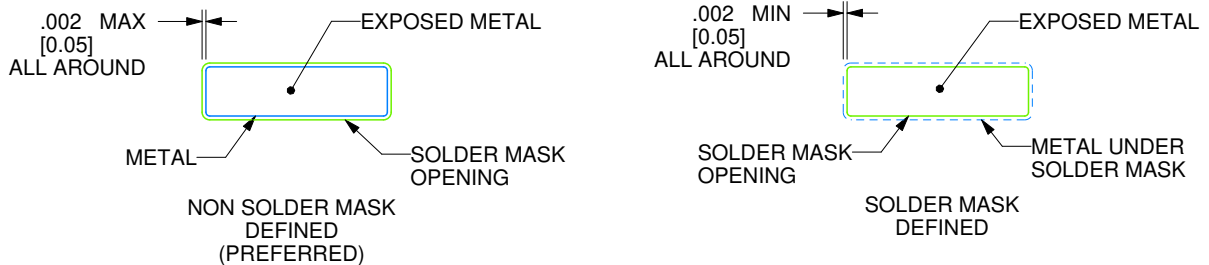 .002 MAX
[0.05]
ALL AROUND
EXPOSED METAL
METAL
SOLDER MASK
OPENING
NON SOLDER MASK
DEFINED
(PREFERRED)
.002 MIN
[0.05]
ALL AROUND
EXPOSED METAL
SOLDER MASK
OPENING
METAL UNDER
SOLDER MASK
SOLDER MASK
DEFINED